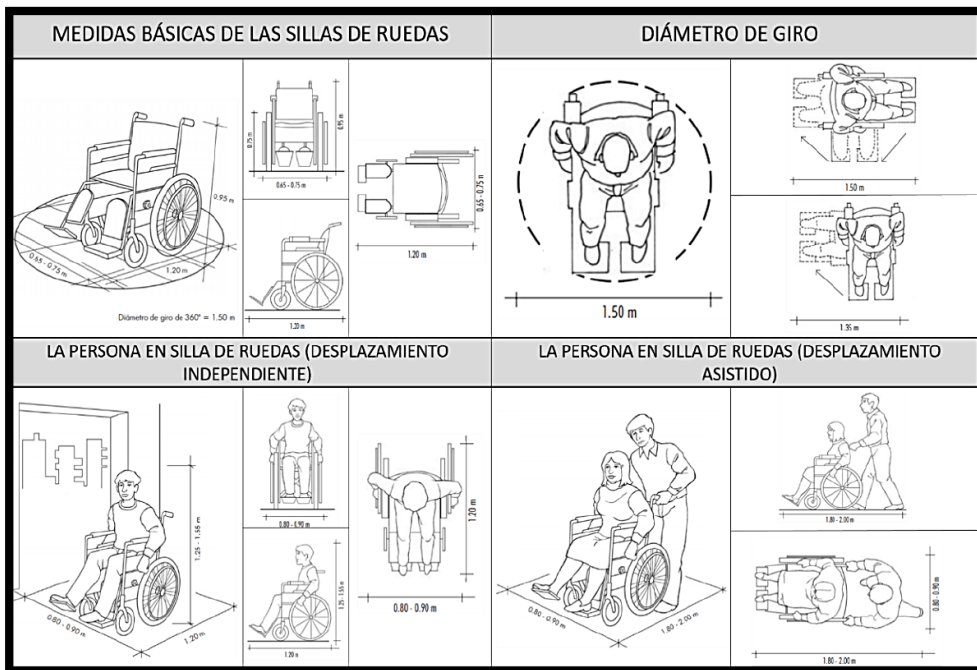 MEDIDAS BÁSICAS DE LAS SILLAS DE RUEDAS
0.95 m
0.65 - 0.75 m
1.20 m
Diámetro de giro de 360° = 1.50 m
0.75 m
0.95 m
0.65 - 0.75 m
1.20 m
0.65 - 0.75 m
1.20 m
DIÁMETRO DE GIRO
1.50 m
1.50 m
1.35 m
LA PERSONA EN SILLA DE RUEDAS (DESPLAZAMIENTO
INDEPENDIENTE)
1.25 - 1.55 m
0.80 - 0.90 m
1.20 m
0.80 - 0.90 m
1.25 - 1.55 m
1.20 m
1.20 m
0.80 - 0.90 m
LA PERSONA EN SILLA DE RUEDAS (DESPLAZAMIENTO
ASISTIDO)
0.80 - 0.90 m
1.80 - 2.00 m
1.80 - 2.00 m
0.80 - 0.90 m
1.80 - 2.00 m